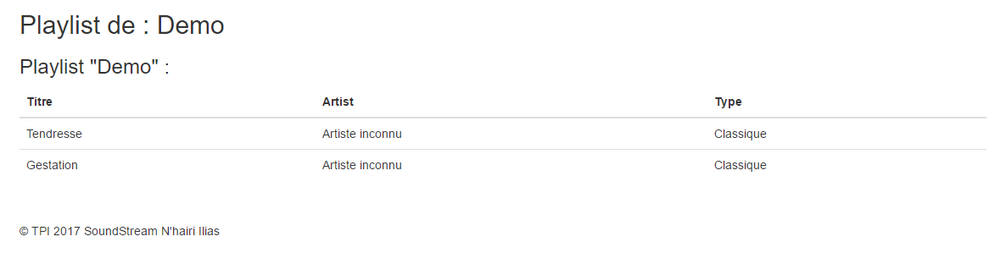 Playlist de : Demo
Playlist "Demo" :
Titre Artist Type
Tendresse Artiste inconnu Classique
Gestation Artiste inconnu Classique
© TPI 2017 SoundStream N'hairi Ilias